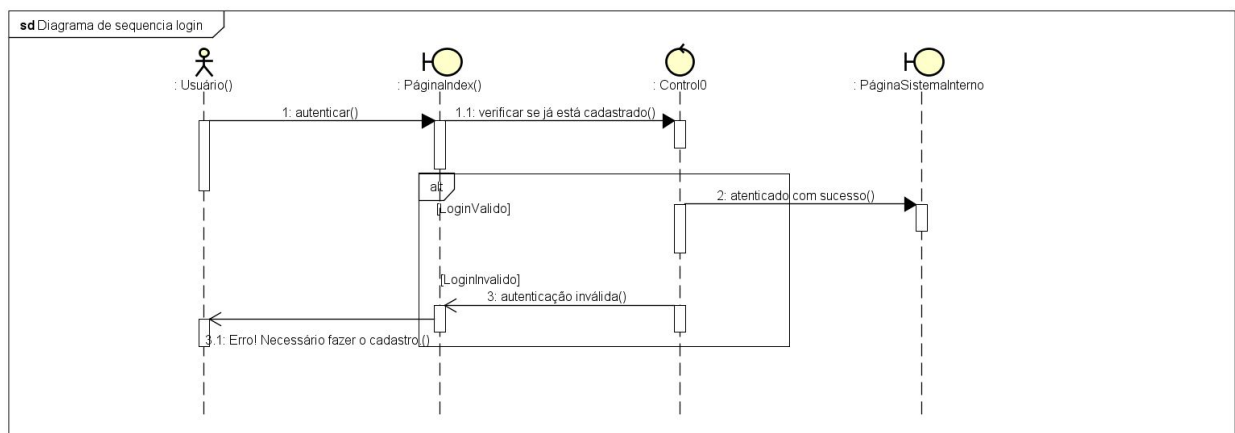 sd Diagrama de sequencia login
: Usuário()
: PáginaIndex()
: Control0
: PáginaSistemaInterno
1: autenticar()
1.1: verificar se já está cadastrado()
alt
2: atenticado com sucesso()
[LoginValido]
[LoginInvalido]
3: autenticação inválida()
3.1: Erro! Necessário fazer o cadastro.()